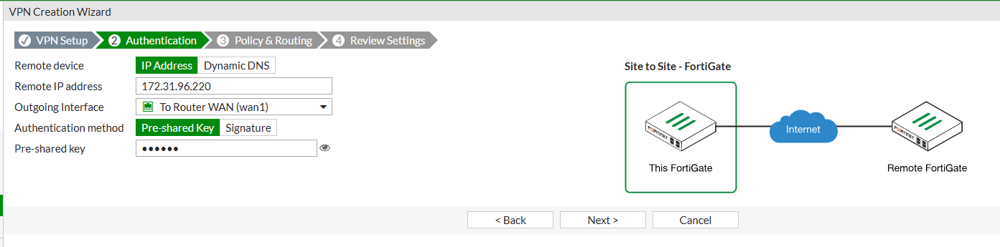 VPN Creation Wizard
VPN Setup 2 Authentication 3 Policy & Routing 4 Review Settings
Remote device IP Address Dynamic DNS
Remote IP address 172.31.96.220
Outgoing Interface To Router WAN (wan1)
Authentication method Pre-shared Key Signature
Pre-shared key ••••••
Site to Site - FortiGate
FORTINET
Internet
FORTINET
This FortiGate
Remote FortiGate
< Back Next > Cancel